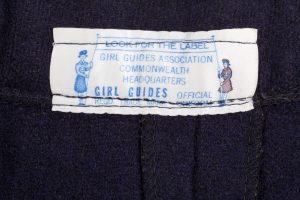 LOOK FOR THE LABEL
GIRL GUIDES ASSOCIATION
COMMONWEALTH
HEADQUARTERS
GIRL GUIDES OFFICIAL